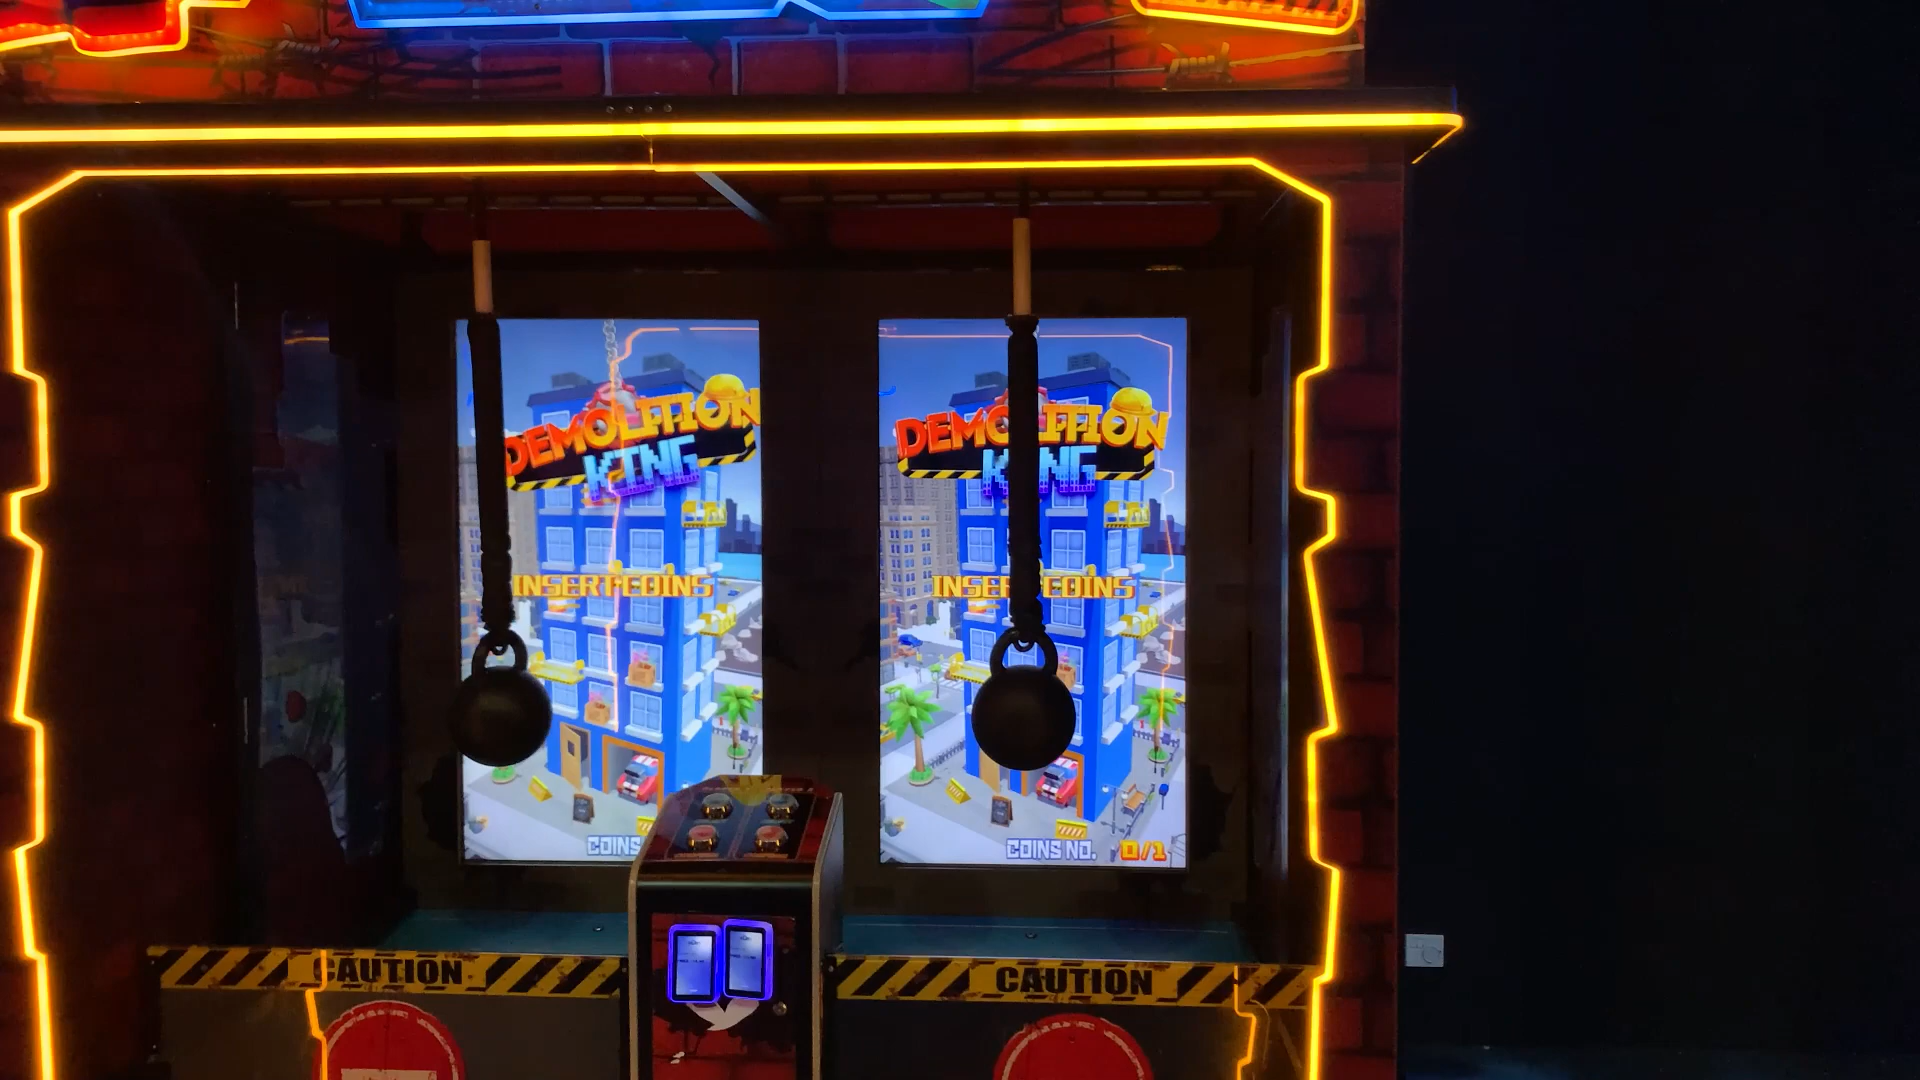 DEMOLITION
KING
INSERT COINS
COINS
DEMOLITION
KING
INSERT COINS
COINS NO. 0/1
CAUTION
CAUTION